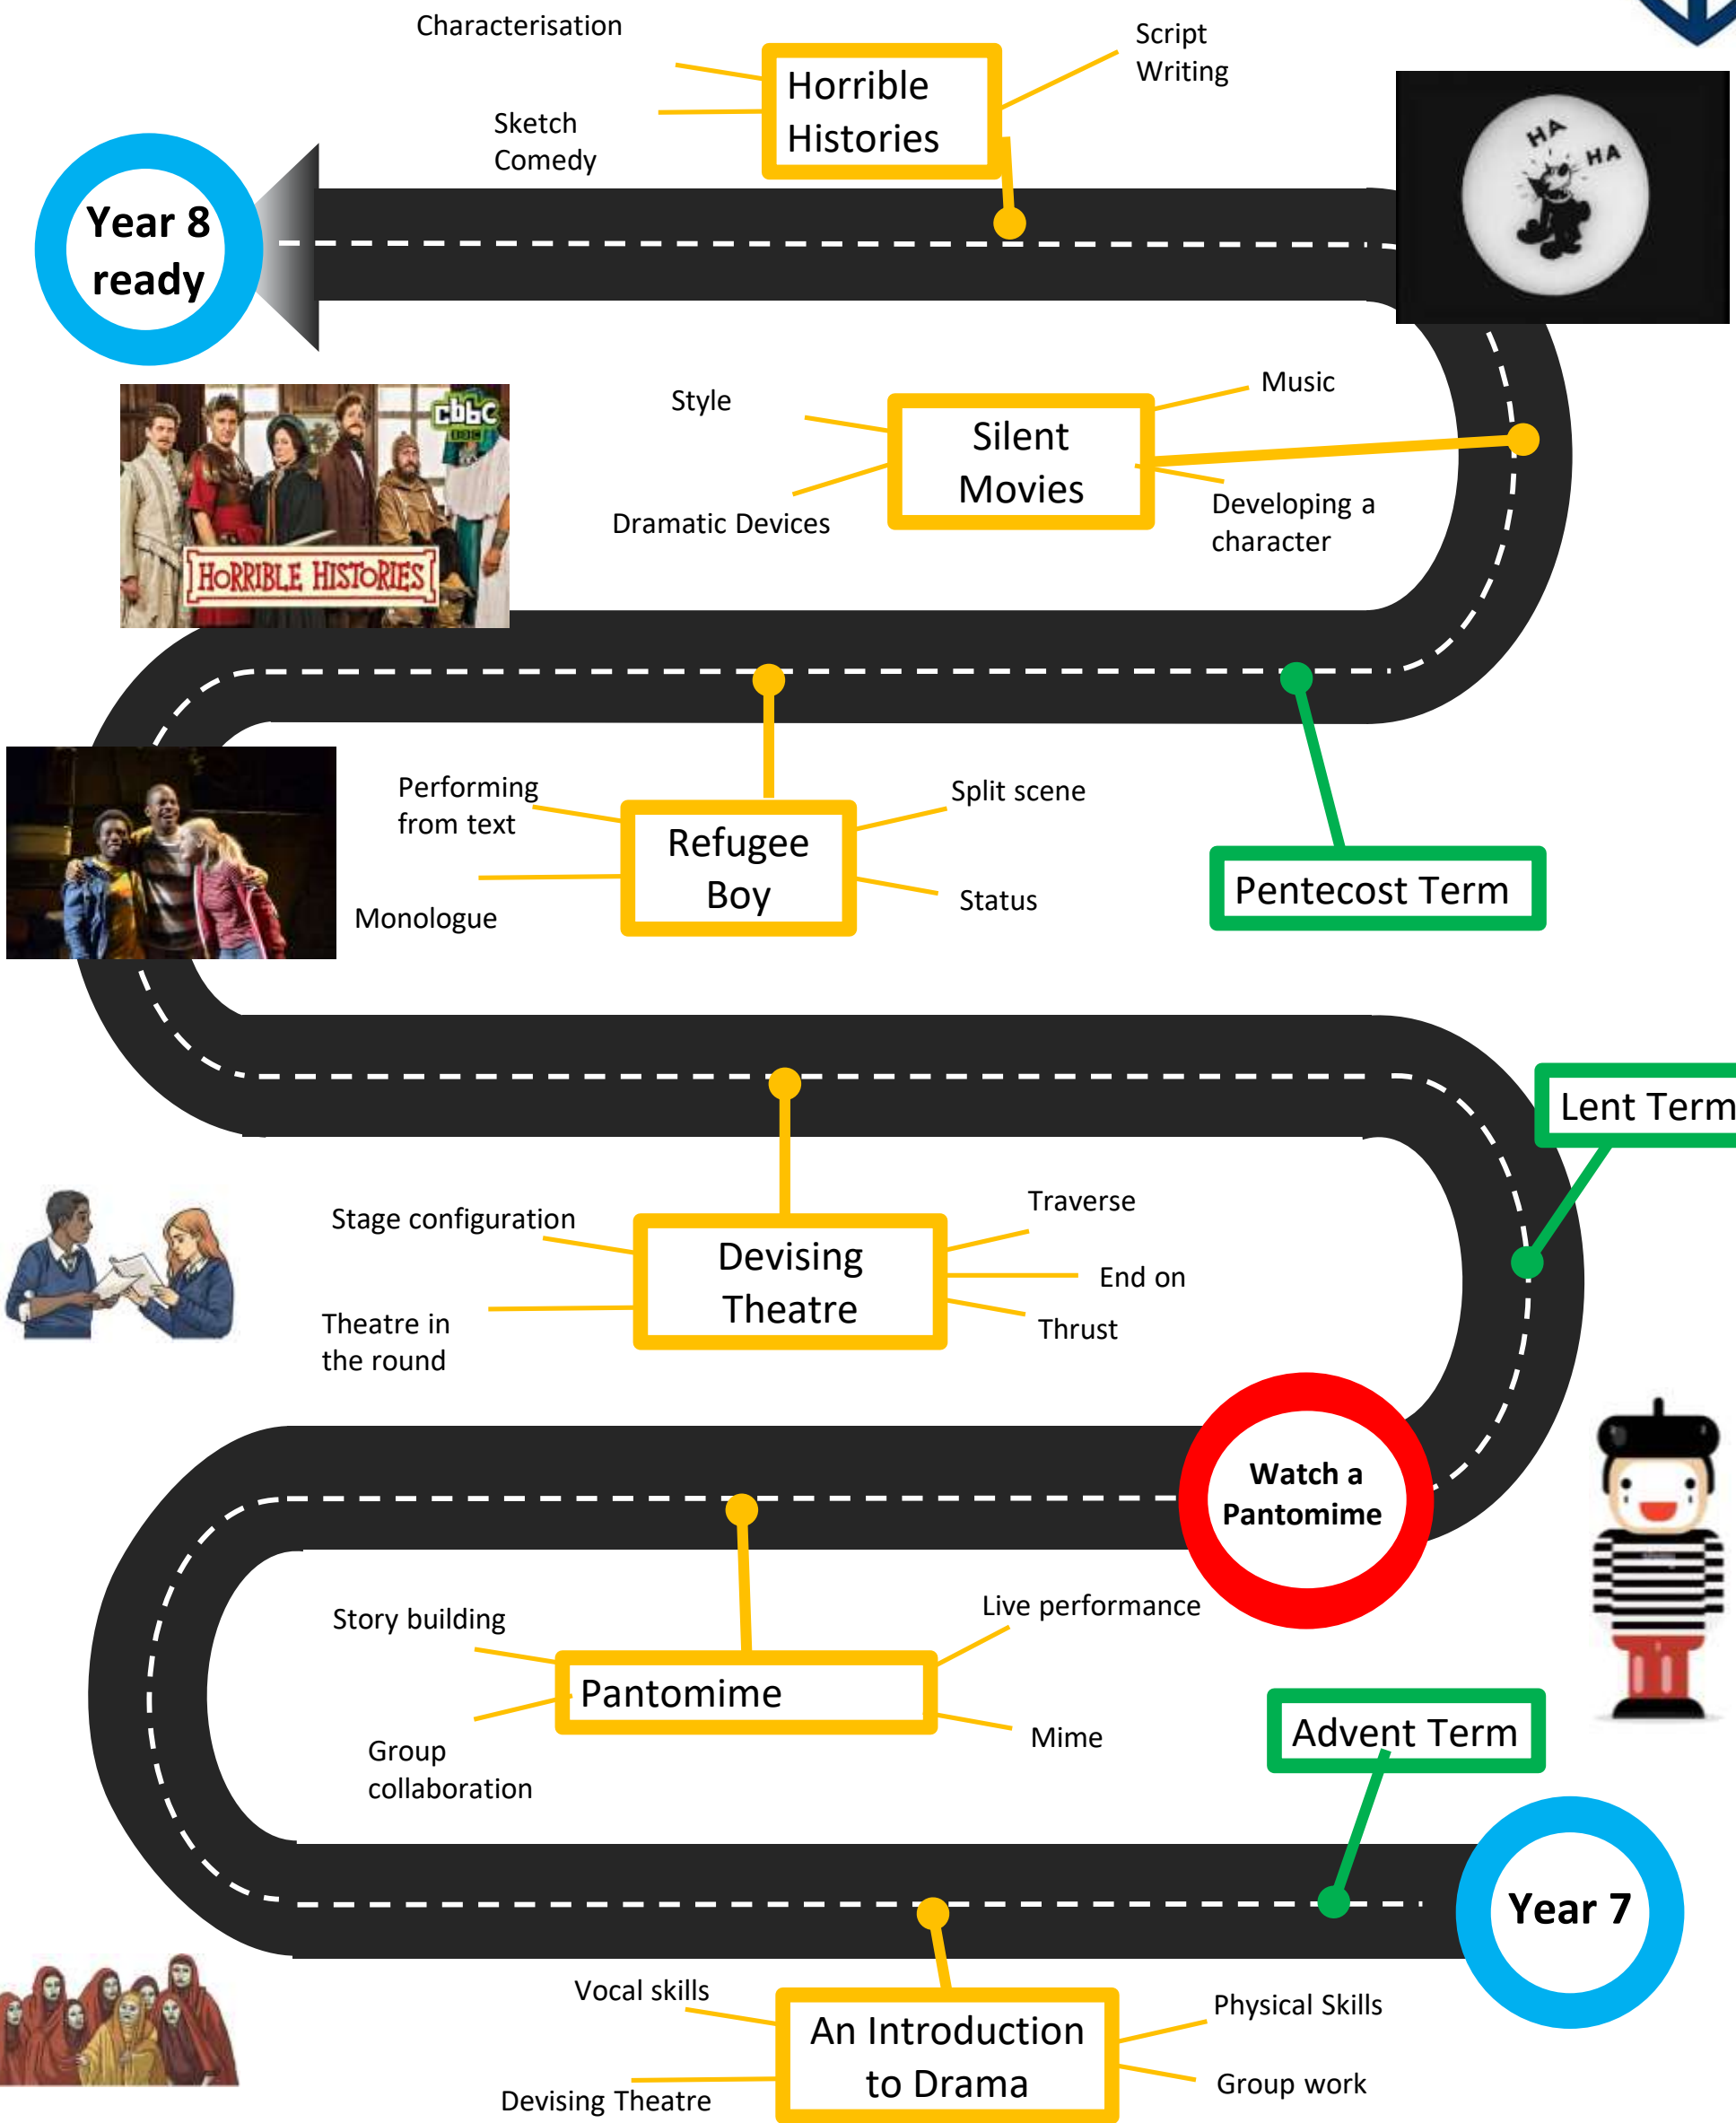 Characterisation
Script
Writing
Horrible
Histories
Sketch
Comedy
HA
HA
Year 8
ready
cbbc
BBC
HORRIBLE HISTORIES
Style
Music
Silent
Movies
Dramatic Devices
Developing a
character
Performing
from text
Split scene
Refugee
Boy
Monologue
Status
Pentecost Term
Lent Term
Stage configuration
Traverse
Devising
Theatre
End on
Theatre in
the round
Thrust
Watch a
Pantomime
Story building
Live performance
Pantomime
Group
collaboration
Mime
Advent Term
Year 7
Vocal skills
Physical Skills
An Introduction
to Drama
Devising Theatre
Group work